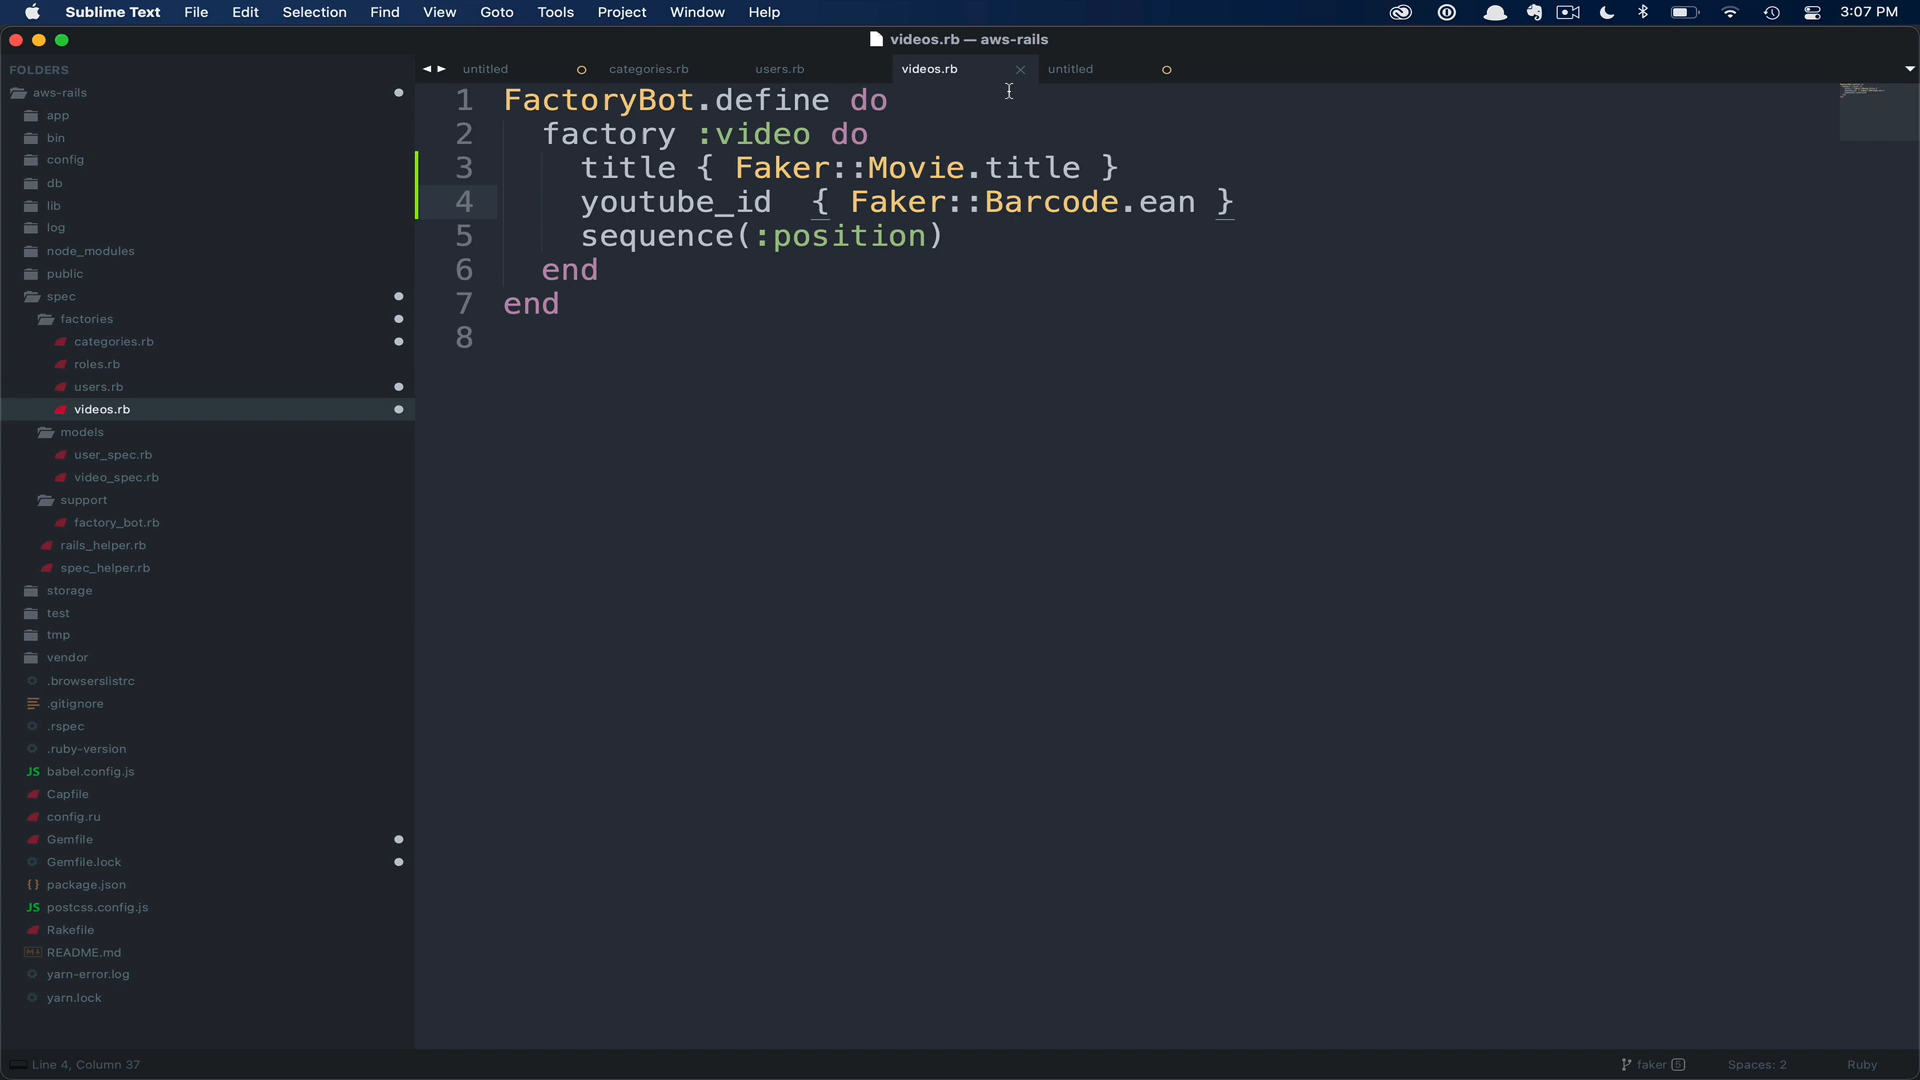 Sublime Text File Edit Selection Find View Goto Tools Project Window Help 3:07 PM
videos.rb — aws-rails
FOLDERS
aws-rails
app
bin
config
db
lib
log
node_modules
public
spec
factories
categories.rb
roles.rb
users.rb
videos.rb
models
user_spec.rb
video_spec.rb
support
factory_bot.rb
rails_helper.rb
spec_helper.rb
storage
test
tmp
vendor
.browserslistrc
.gitignore
.rspec
.ruby-version
JS babel.config.js
Capfile
config.ru
Gemfile
Gemfile.lock
{} package.json
JS postcss.config.js
Rakefile
README.md
yarn-error.log
yarn.lock
untitled categories.rb users.rb videos.rb untitled
1 FactoryBot.define do
2 factory :video do
3 title { Faker::Movie.title }
4 youtube_id  { Faker::Barcode.ean }
5 sequence(:position)
6 end
7 end
8
Line 4, Column 37 faker 5 Spaces: 2 Ruby